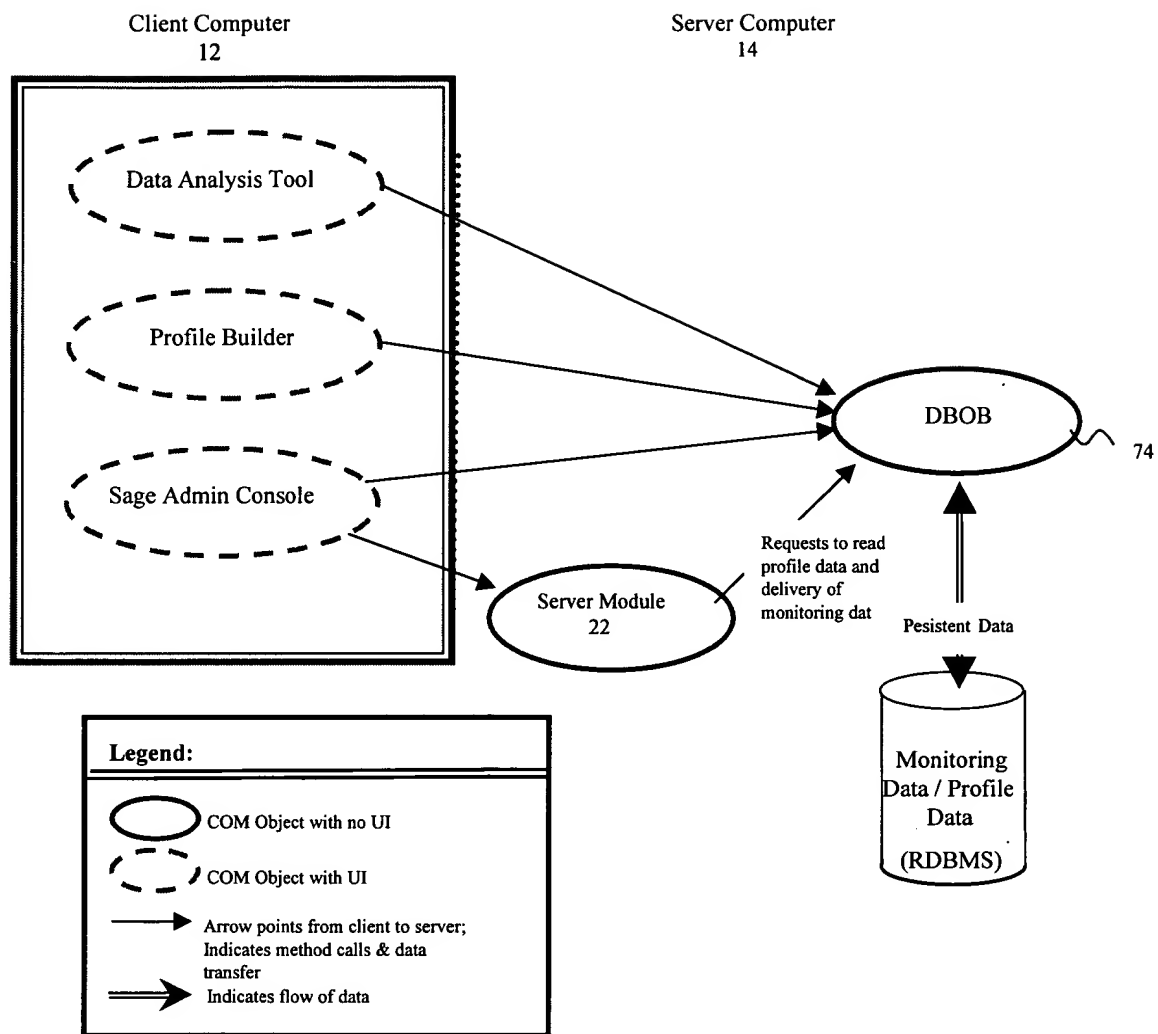 Client Computer
12
Server Computer
14
Data Analysis Tool
Profile Builder
Sage Admin Console
DBOB
74
Server Module
22
Requests to read
profile data and
delivery of
monitoring dat
Pesistent Data
Monitoring
Data / Profile
Data
(RDBMS)
Legend:
COM Object with no UI
COM Object with UI
Arrow points from client to server;
Indicates method calls & data
transfer
Indicates flow of data